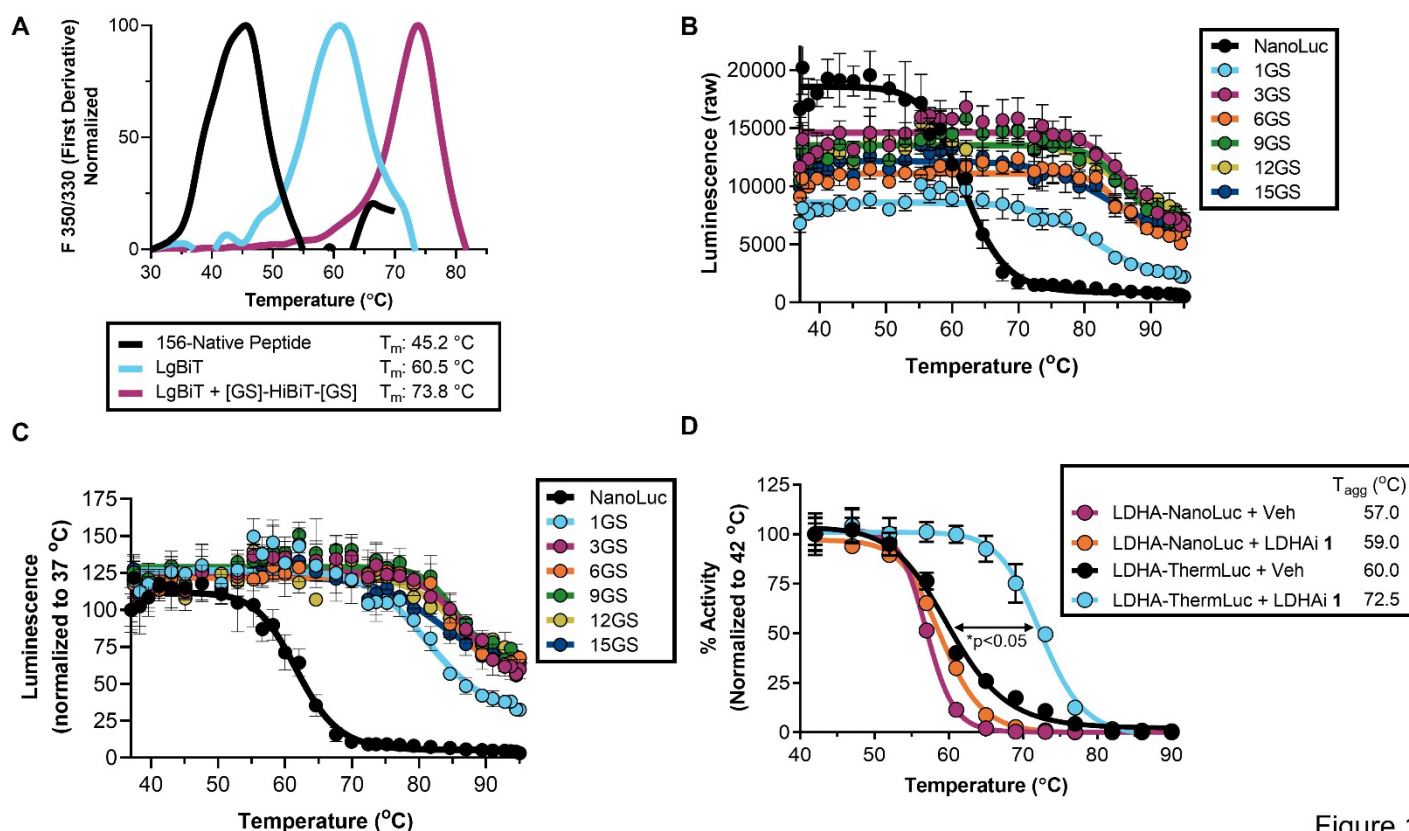 A
F 350/330 (First Derivative)
Normalized
100
50
0
30 40 50 60 70 80
Temperature (°C)
156-Native Peptide Tm: 45.2 °C
LgBiT Tm: 60.5 °C
LgBiT + [GS]-HiBiT-[GS] Tm: 73.8 °C
B
Luminescence (raw)
20000
15000
10000
5000
0
40 50 60 70 80 90
Temperature (°C)
NanoLuc
1GS
3GS
6GS
9GS
12GS
15GS
C
Luminescence
(normalized to 37 °C)
175
150
125
100
75
50
25
0
40 50 60 70 80 90
Temperature (°C)
NanoLuc
1GS
3GS
6GS
9GS
12GS
15GS
D
% Activity
(Normalized to 42 °C)
125
100
75
50
25
0
40 50 60 70 80 90
Temperature (°C)
*p<0.05
Tagg (°C)
LDHA-NanoLuc + Veh 57.0
LDHA-NanoLuc + LDHAi 1 59.0
LDHA-ThermLuc + Veh 60.0
LDHA-ThermLuc + LDHAi 1 72.5
Figure 1